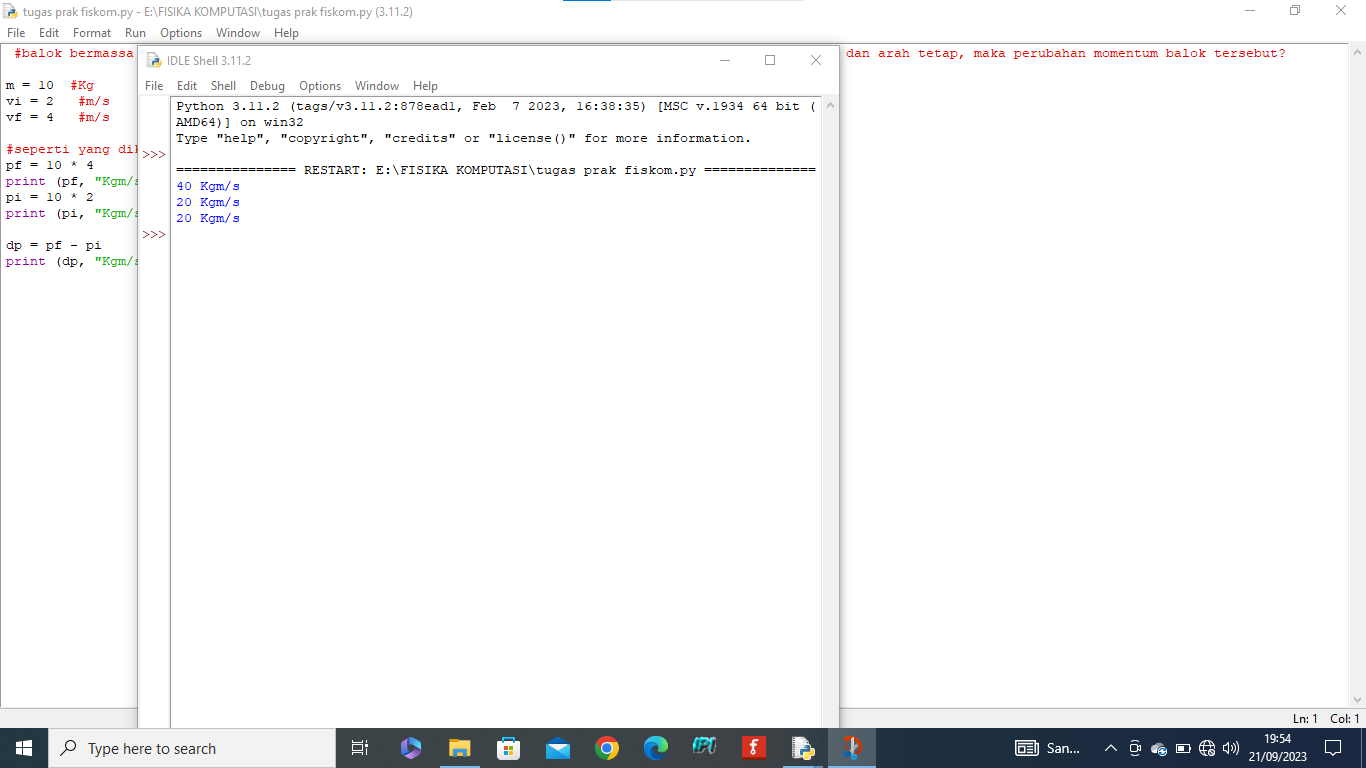 tugas prak fiskom.py - E:\FISIKA KOMPUTASI\tugas prak fiskom.py (3.11.2)
File Edit Format Run Options Window Help
#balok bermassa
dan arah tetap, maka perubahan momentum balok tersebut?
m = 10 #Kg
vi = 2 #m/s
vf = 4 #m/s
#seperti yang
pf = 10 * 4
print (pf, "Kgm/s
pi = 10 * 2
print (pi, "Kgm/s
dp = pf - pi
print (dp, "Kgm/s
IDLE Shell 3.11.2
File Edit Shell Debug Options Window Help
Python 3.11.2 (tags/v3.11.2:878ead1, Feb  7 2023, 16:38:35) [MSC v.1934 64 bit (
AMD64)] on win32
Type "help", "copyright", "credits" or "license()" for more information.
>>>
=============== RESTART: E:\FISIKA KOMPUTASI\tugas prak fiskom.py ==============
40 Kgm/s
20 Kgm/s
20 Kgm/s
>>>
Ln: 1 Col: 1
Type here to search
San...
19:54
21/09/2023